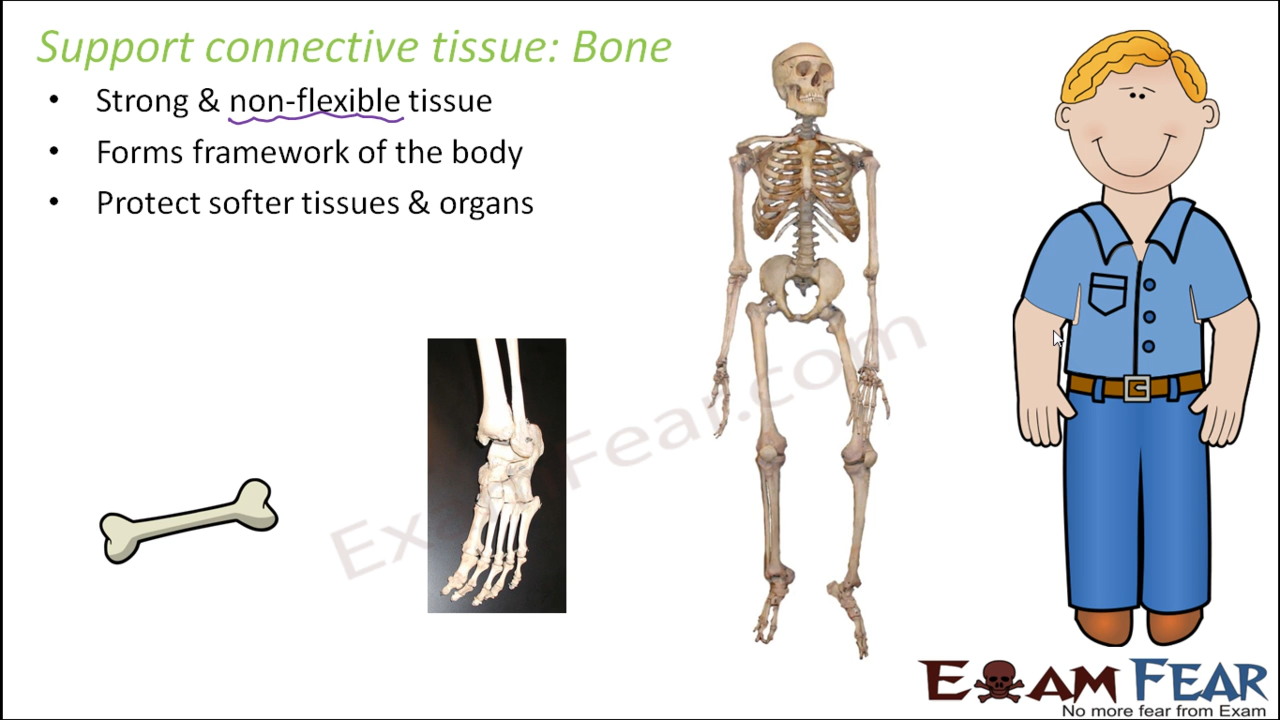 Support connective tissue: Bone
• Strong & non-flexible tissue
• Forms framework of the body
• Protect softer tissues & organs
ExamFear.com
EXAM FEAR
No more fear from Exam